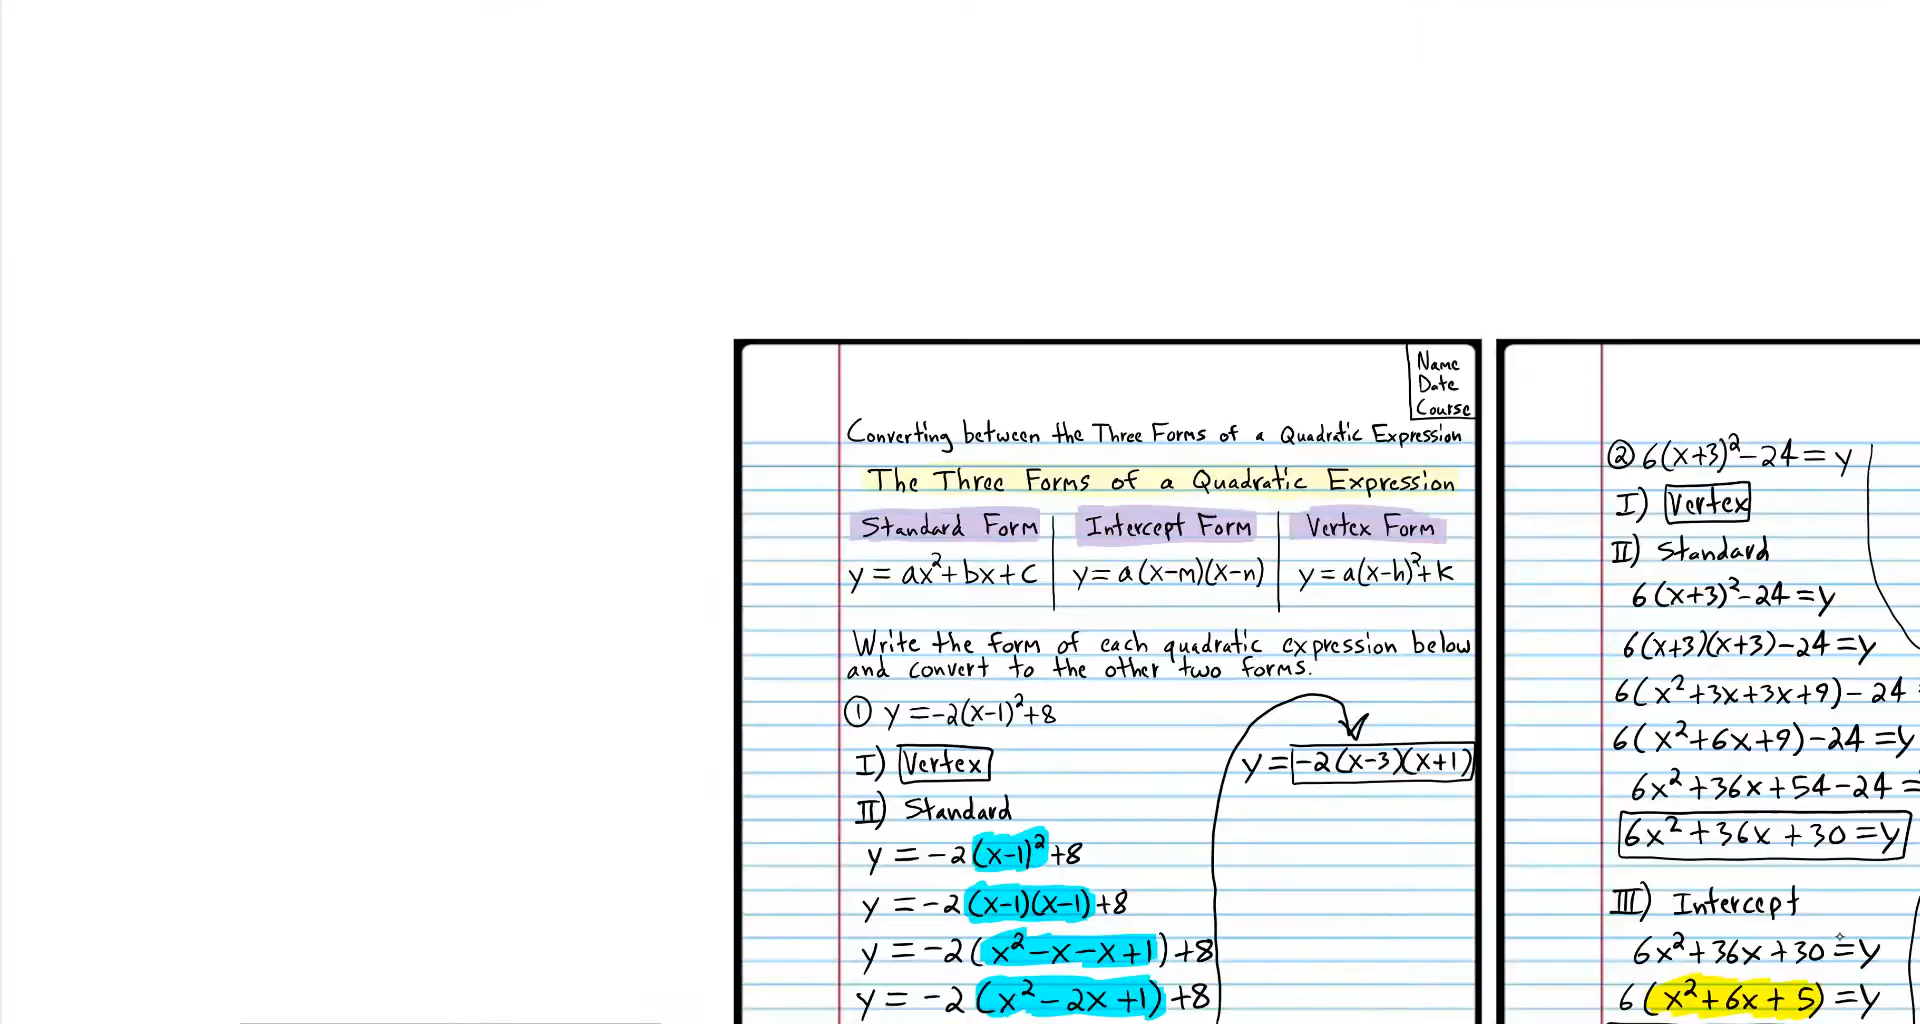 Name
Date
Course
Converting between the Three Forms of a Quadratic Expression
The Three Forms of a Quadratic Expression
Standard Form | Intercept Form | Vertex Form
y = ax²+bx+c | y = a(x-m)(x-n) | y = a(x-h)²+k
Write the form of each quadratic expression below
and convert to the other two forms.
① y = -2(x-1)²+8
I) Vertex
y = -2(x-3)(x+1)
II) Standard
y = -2(x-1)²+8
y = -2(x-1)(x-1)+8
y = -2(x²-x-x+1)+8
y = -2(x²-2x+1)+8
② 6(x+3)²-24 = y
I) Vertex
II) Standard
6(x+3)²-24 = y
6(x+3)(x+3)-24 = y
6(x²+3x+3x+9)-24 =
6(x²+6x+9)-24 = y
6x²+36x+54-24 =
6x²+36x+30 = y
III) Intercept
6x²+36x+30 = y
6(x²+6x+5) = y